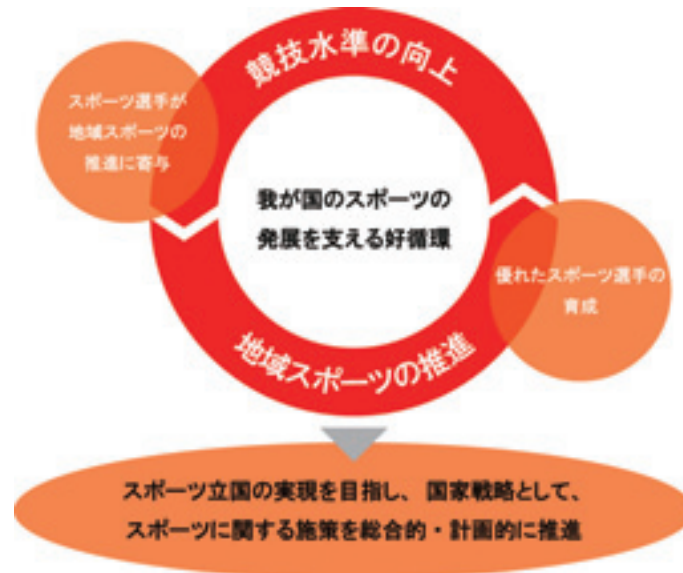 競技水準の向上
スポーツ選手が
地域スポーツの
推進に寄与
我が国のスポーツの
発展を支える好循環
優れたスポーツ選手の
育成
地域スポーツの推進
スポーツ立国の実現を目指し、国家戦略として、
スポーツに関する施策を総合的・計画的に推進